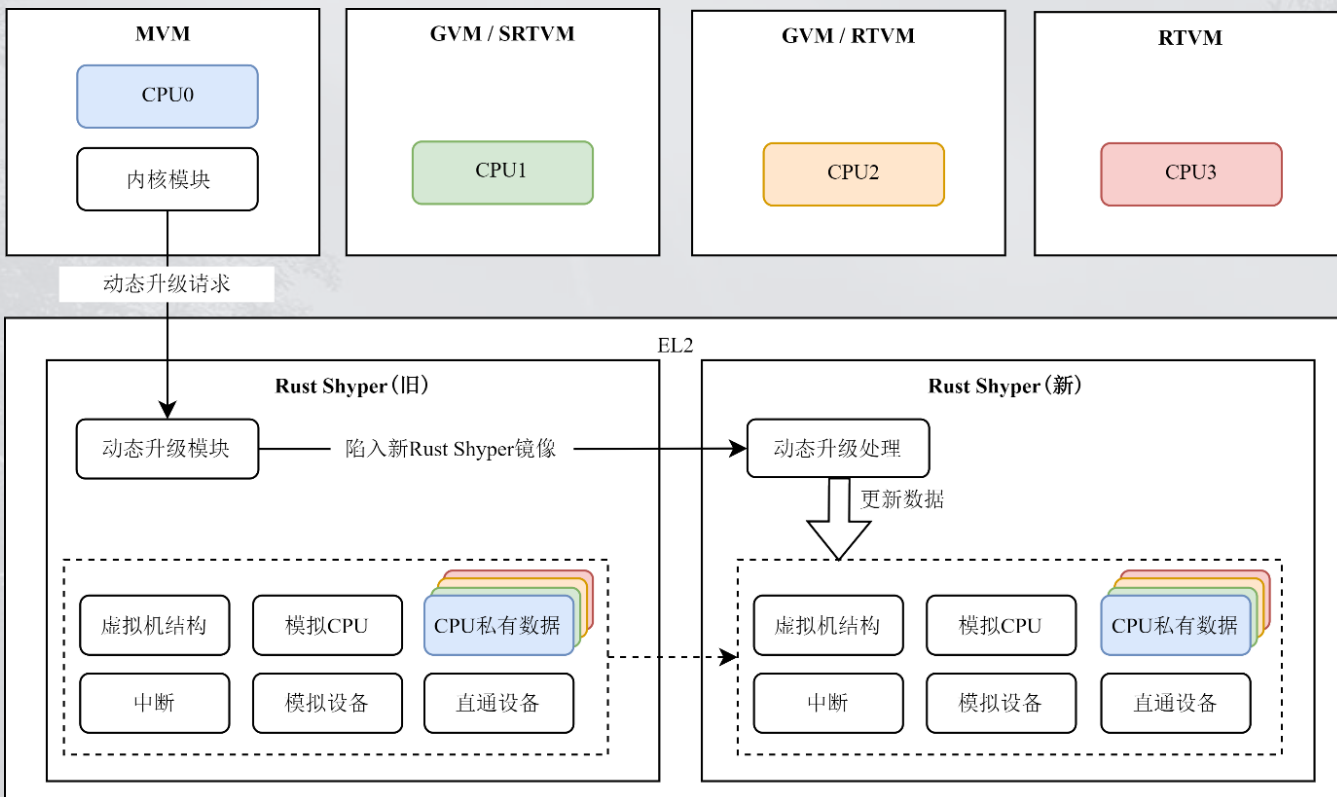 MVM
GVM / SRTVM
GVM / RTVM
RTVM
CPU0
内核模块
CPU1
CPU2
CPU3
动态升级请求
EL2
Rust Shyper（旧）
Rust Shyper（新）
动态升级模块
陷入新Rust Shyper镜像
动态升级处理
更新数据
虚拟机结构
模拟CPU
CPU私有数据
中断
模拟设备
直通设备
虚拟机结构
模拟CPU
CPU私有数据
中断
模拟设备
直通设备